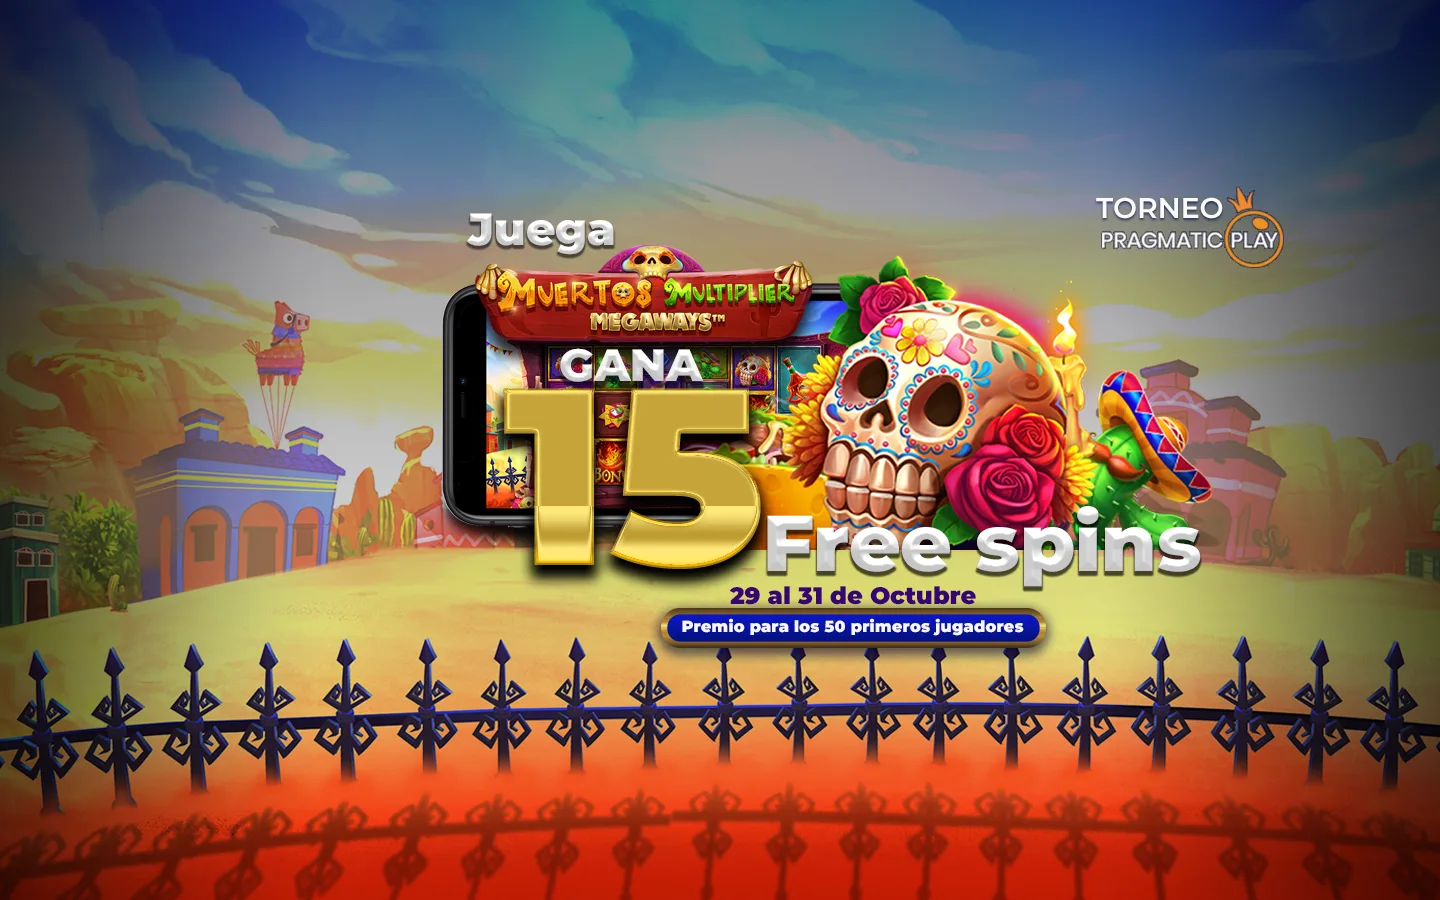 Juega
TORNEO
PRAGMATIC PLAY
MUERTOS MULTIPLIER
MEGAWAYS™
GANA
15
Free spins
29 al 31 de Octubre
Premio para los 50 primeros jugadores